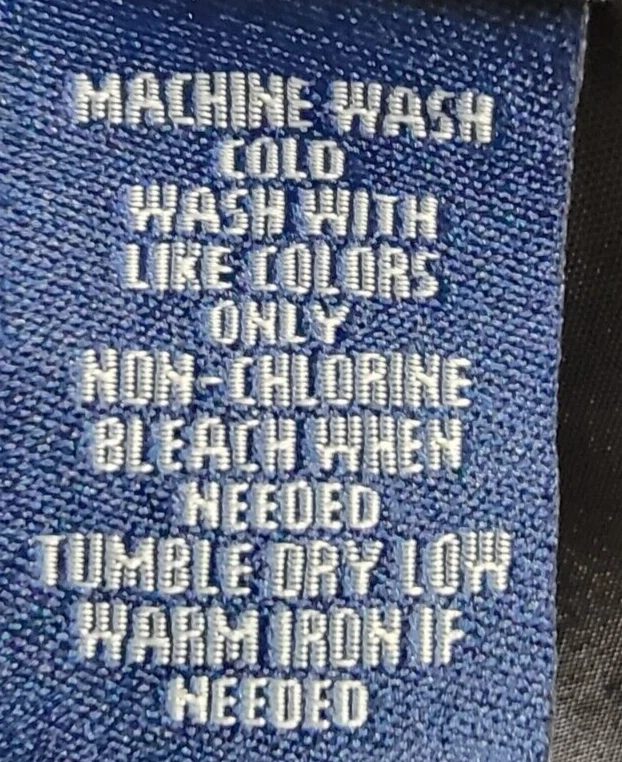 MACHINE WASH
COLD
WASH WITH
LIKE COLORS
ONLY
NON-CHLORINE
BLEACH WHEN
NEEDED
TUMBLE DRY LOW
WARM IRON IF
NEEDED